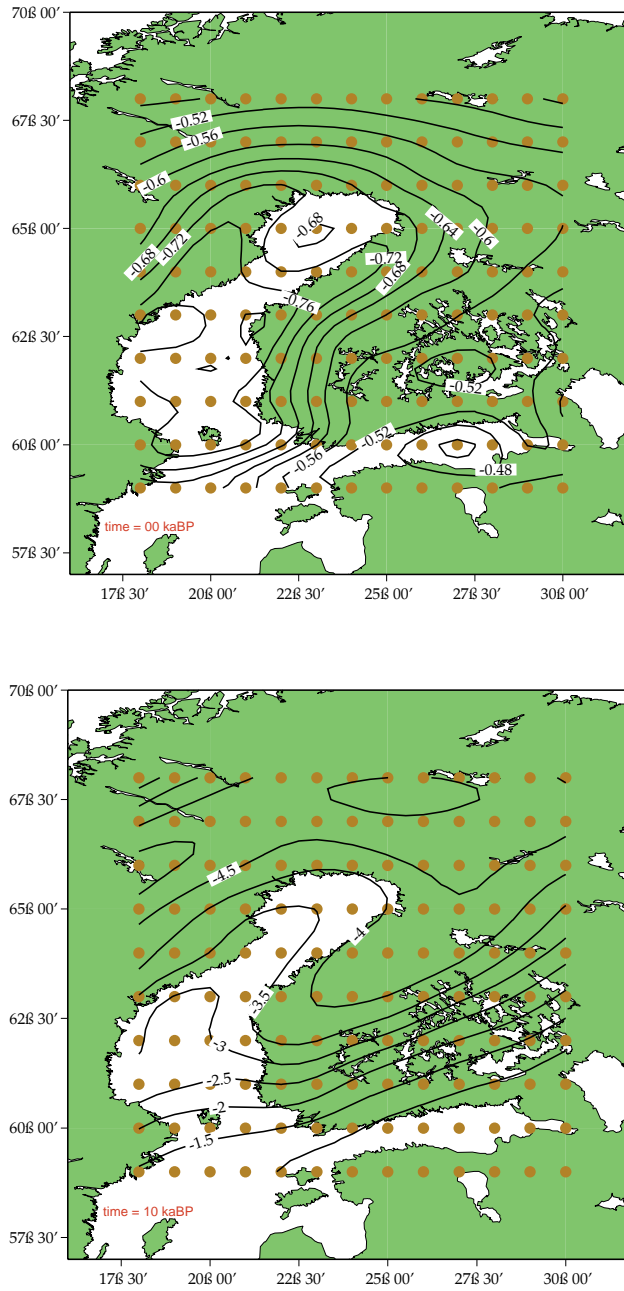 70ß 00′
67ß 30′
-0.52
-0.56
-0.6
65ß 00′
-0.68
-0.64
-0.6
-0.72
-0.68
-0.72
-0.68
-0.76
62ß 30′
-0.52
60ß 00′
-0.52
-0.56
-0.48
time = 00 kaBP
57ß 30′
17ß 30′ 20ß 00′ 22ß 30′ 25ß 00′ 27ß 30′ 30ß 00′
70ß 00′
67ß 30′
-4.5
65ß 00′
-4
-3.5
62ß 30′
-3
-2.5
-2
60ß 00′
-1.5
time = 10 kaBP
57ß 30′
17ß 30′ 20ß 00′ 22ß 30′ 25ß 00′ 27ß 30′ 30ß 00′